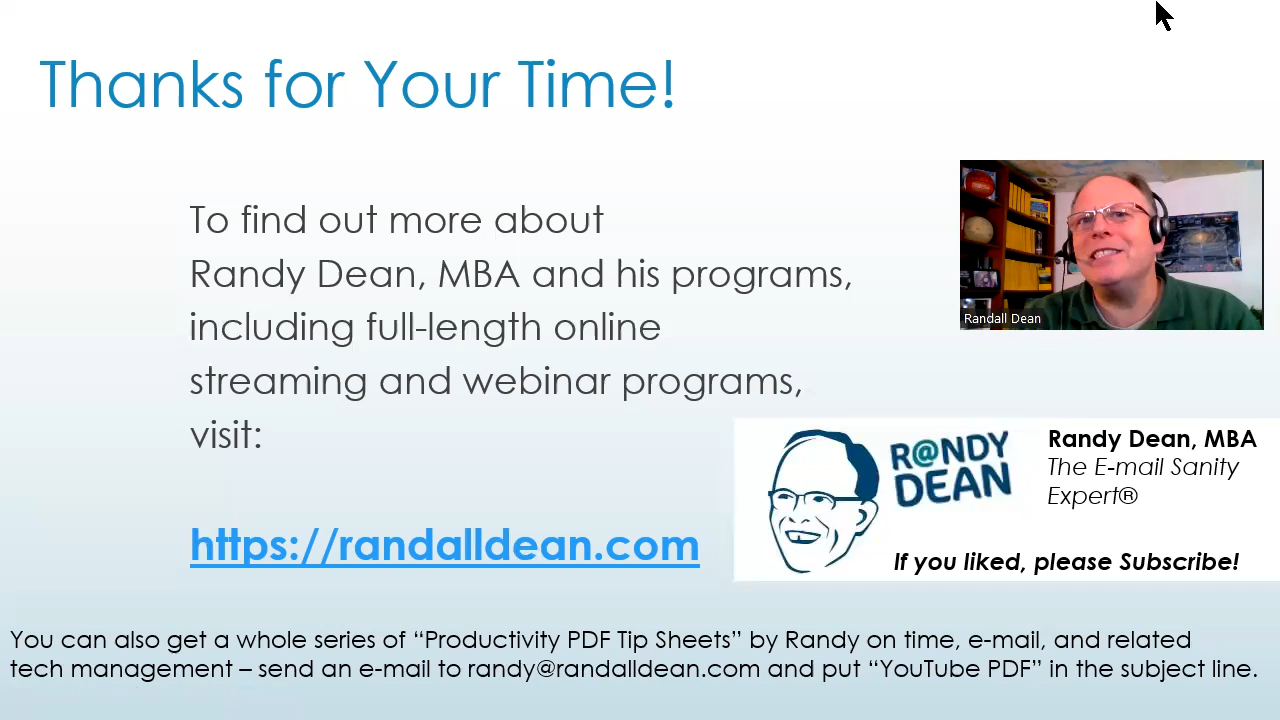 Thanks for Your Time!
To find out more about
Randy Dean, MBA and his programs,
including full-length online
streaming and webinar programs,
visit:
https://randalldean.com
Randall Dean
R@NDY
DEAN
Randy Dean, MBA
The E-mail Sanity
Expert®
If you liked, please Subscribe!
You can also get a whole series of “Productivity PDF Tip Sheets” by Randy on time, e-mail, and related
tech management – send an e-mail to randy@randalldean.com and put “YouTube PDF” in the subject line.